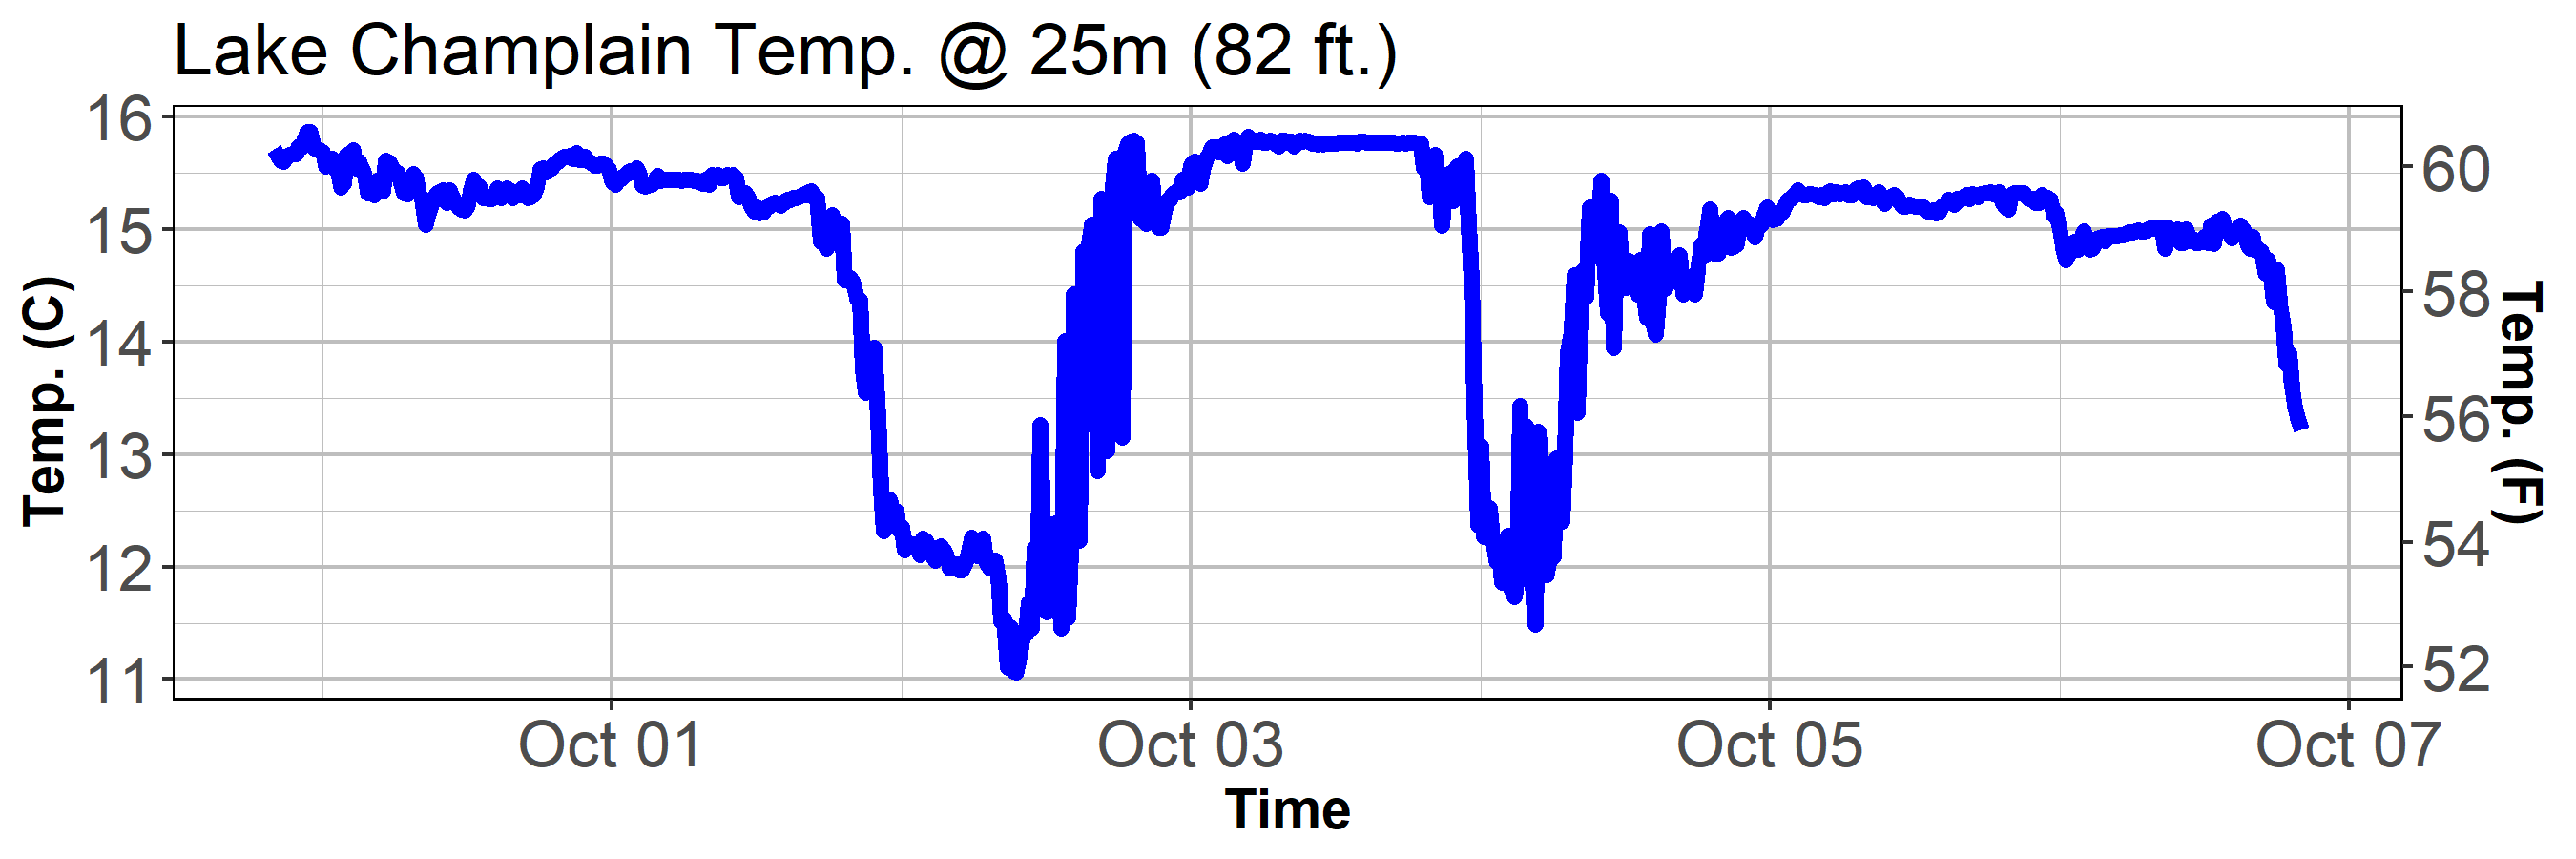 Lake Champlain Temp. @ 25m (82 ft.)
16
15
14
13
12
11
Temp. (C)
60
58
56
54
52
Temp. (F)
Oct 01 Oct 03 Oct 05 Oct 07
Time